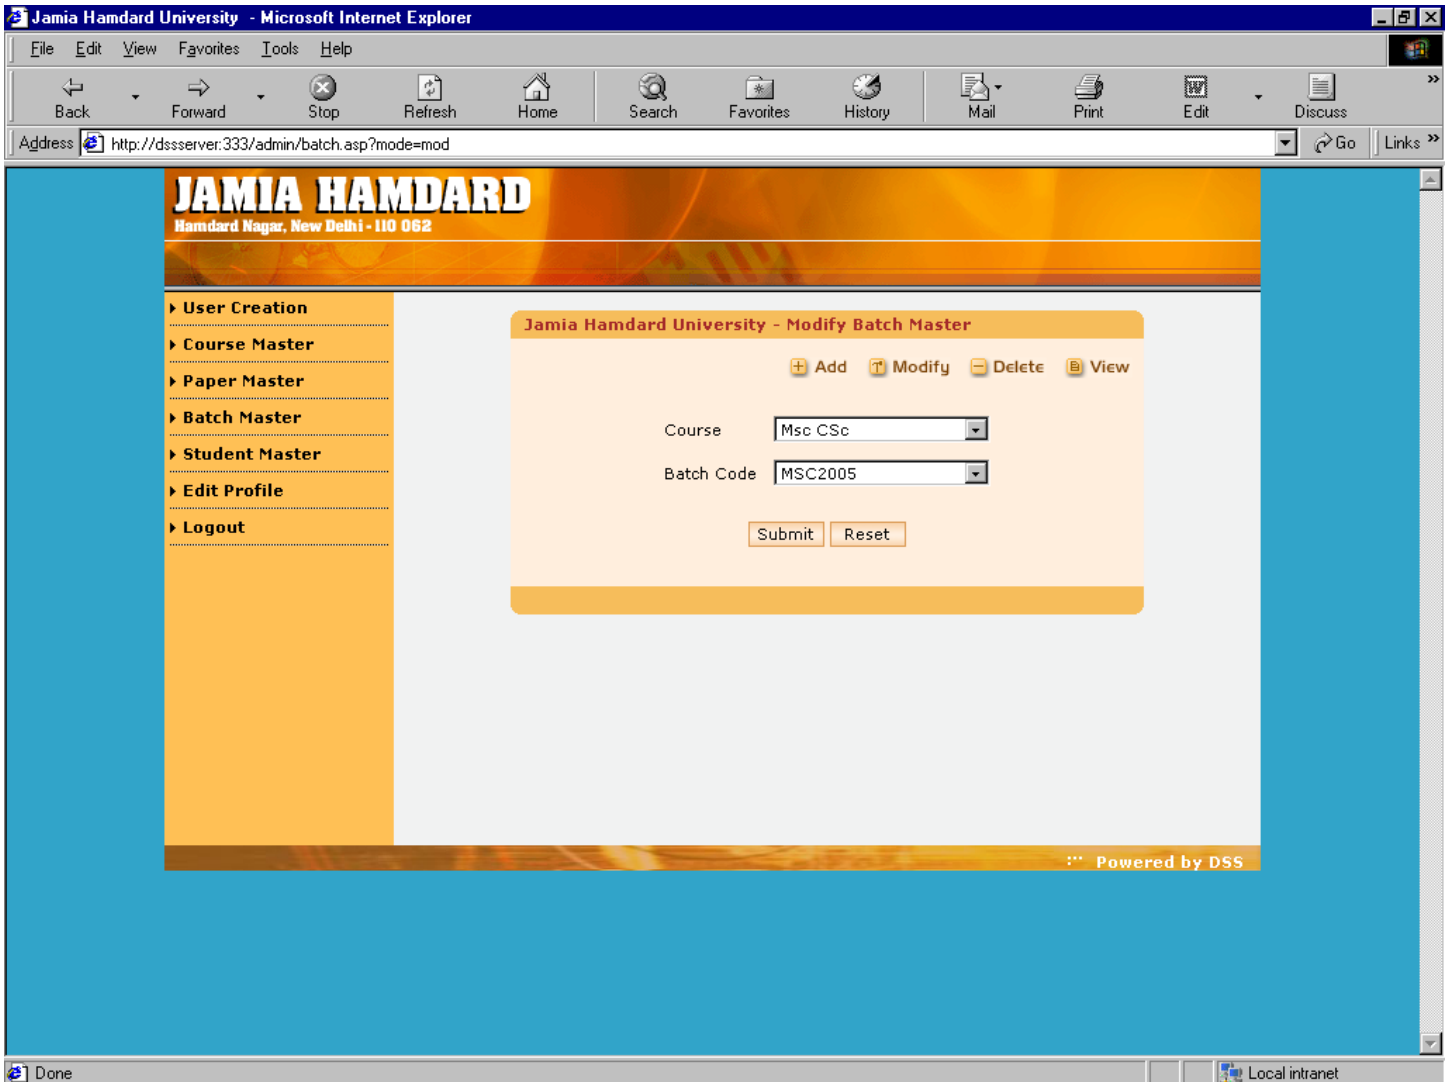 Jamia Hamdard University - Microsoft Internet Explorer
File Edit View Favorites Tools Help
Back Forward Stop Refresh Home Search Favorites History Mail Print Edit Discuss »
Address http://dssserver:333/admin/batch.asp?mode=mod Go Links »
JAMIA HAMDARD
Hamdard Nagar, New Delhi - 110 062
User Creation
Course Master
Paper Master
Batch Master
Student Master
Edit Profile
Logout
Jamia Hamdard University - Modify Batch Master
Add Modify Delete View
Course Msc CSc
Batch Code MSC2005
Submit Reset
Powered by DSS
Done Local intranet